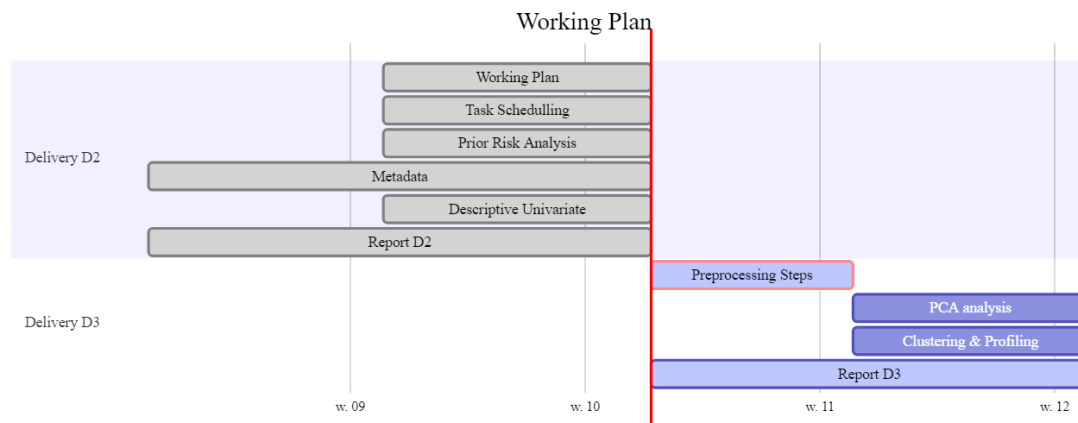 Working Plan
Delivery D2
Working Plan
Task Schedulling
Prior Risk Analysis
Metadata
Descriptive Univariate
Report D2
Delivery D3
Preprocessing Steps
PCA analysis
Clustering & Profiling
Report D3
w. 09 w. 10 w. 11 w. 12